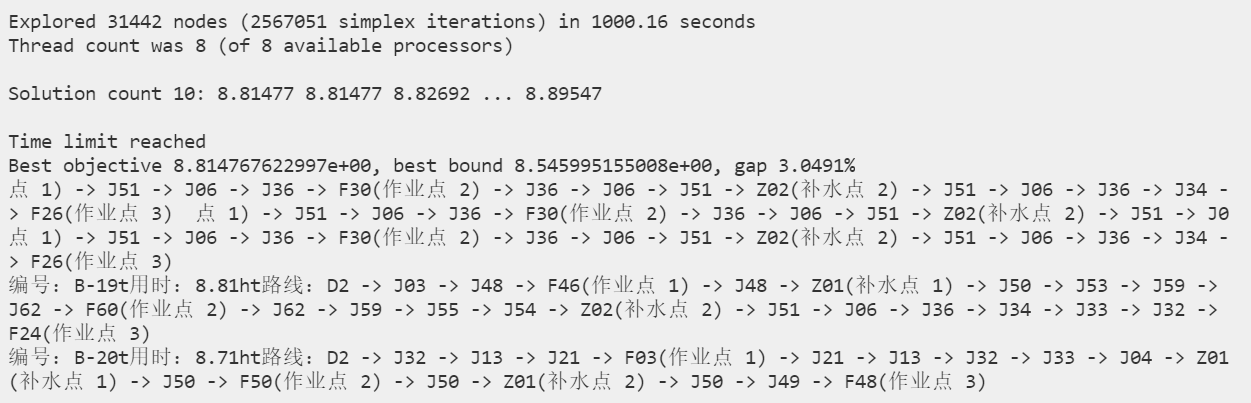 Explored 31442 nodes (2567051 simplex iterations) in 1000.16 seconds
Thread count was 8 (of 8 available processors)
Solution count 10: 8.81477 8.81477 8.82692 ... 8.89547
Time limit reached
Best objective 8.814767622997e+00, best bound 8.545995155008e+00, gap 3.0491%
点 1) -> J51 -> J06 -> J36 -> F30(作业点 2) -> J36 -> J06 -> J51 -> Z02(补水点 2) -> J51 -> J06 -> J36 -> J34 -
> F26(作业点 3)  点 1) -> J51 -> J06 -> J36 -> F30(作业点 2) -> J36 -> J06 -> J51 -> Z02(补水点 2) -> J51 -> J0
点 1) -> J51 -> J06 -> J36 -> F30(作业点 2) -> J36 -> J06 -> J51 -> Z02(补水点 2) -> J51 -> J06 -> J36 -> J34 -
> F26(作业点 3)
编号: B-19t用时: 8.81ht路线: D2 -> J03 -> J48 -> F46(作业点 1) -> J48 -> Z01(补水点 1) -> J50 -> J53 -> J59 ->
J62 -> F60(作业点 2) -> J62 -> J59 -> J55 -> J54 -> Z02(补水点 2) -> J51 -> J06 -> J36 -> J34 -> J33 -> J32 ->
F24(作业点 3)
编号: B-20t用时: 8.71ht路线: D2 -> J32 -> J13 -> J21 -> F03(作业点 1) -> J21 -> J13 -> J32 -> J33 -> J04 -> Z01
(补水点 1) -> J50 -> F50(作业点 2) -> J50 -> Z01(补水点 2) -> J50 -> J49 -> F48(作业点 3)